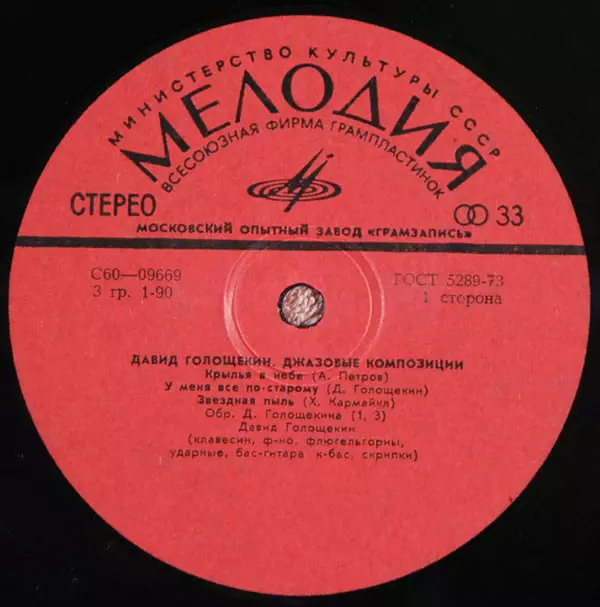 МИНИСТЕРСТВО КУЛЬТУРЫ СССР
МЕЛОДИЯ
ВСЕСОЮЗНАЯ ФИРМА ГРАМПЛАСТИНОК
СТЕРЕО
33
МОСКОВСКИЙ ОПЫТНЫЙ ЗАВОД «ГРАМЗАПИСЬ»
С60—09669
ГОСТ 5289-73
3 гр. 1-90
1 сторона
ДАВИД ГОЛОЩЕКИН. ДЖАЗОВЫЕ КОМПОЗИЦИИ
Крылья в небе (А. Петров)
У меня все по-старому (Д. Голощекин)
Звездная пыль (Х. Кармайкл)
Обр. Д. Голощекина (1, 3)
Давид Голощекин
(клавесин, ф-но, флюгельгорны,
ударные, бас-гитара к-бас, скрипки)